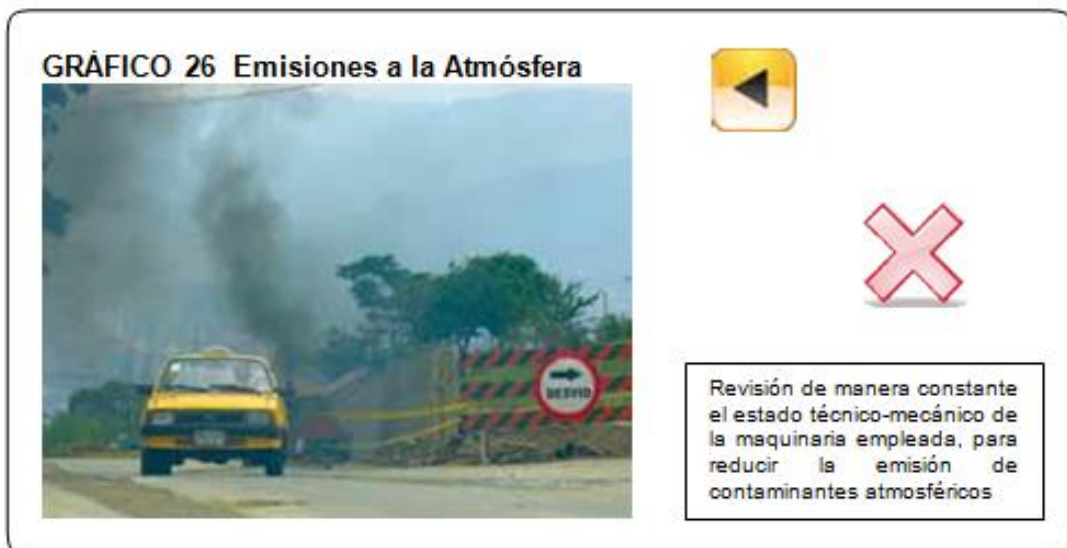 GRÁFICO 26 Emisiones a la Atmósfera
DESVIO
Revisión de manera constante
el estado técnico-mecánico de
la maquinaria empleada, para
reducir la emisión de
contaminantes atmosféricos